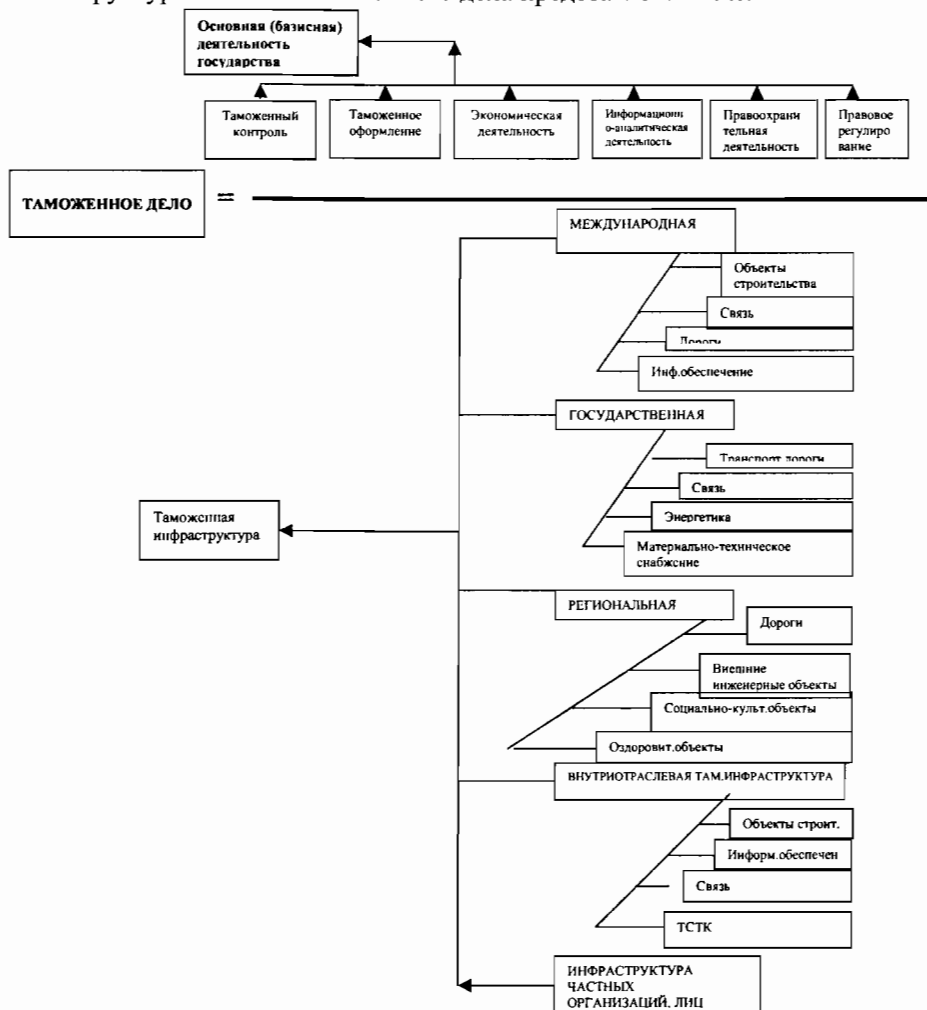 Основная (базисная)
деятельность
государства
Таможенный
контроль
Таможенное
оформление
Экономическая
деятельность
Информационн
о-аналитическая
деятельность
Правоохрани
тельная
деятельность
Правовое
регулиро
вание
ТАМОЖЕННОЕ ДЕЛО
=
МЕЖДУНАРОДНАЯ
Объекты
строительства
Связь
Дороги
Инф.обеспечение
ГОСУДАРСТВЕННАЯ
Транспорт дороги
Связь
Энергетика
Материально-техническое
снабжение
Таможенная
инфраструктура
РЕГИОНАЛЬНАЯ
Дороги
Внешние
инженерные объекты
Социально-культ.объекты
Оздоровит.объекты
ВНУТРИОТРАСЛЕВАЯ ТАМ.ИНФРАСТРУКТУРА
Объекты строит.
Информ.обеспечен
Связь
ТСТК
ИНФРАСТРУКТУРА
ЧАСТНЫХ
ОРГАНИЗАЦИЙ, ЛИЦ